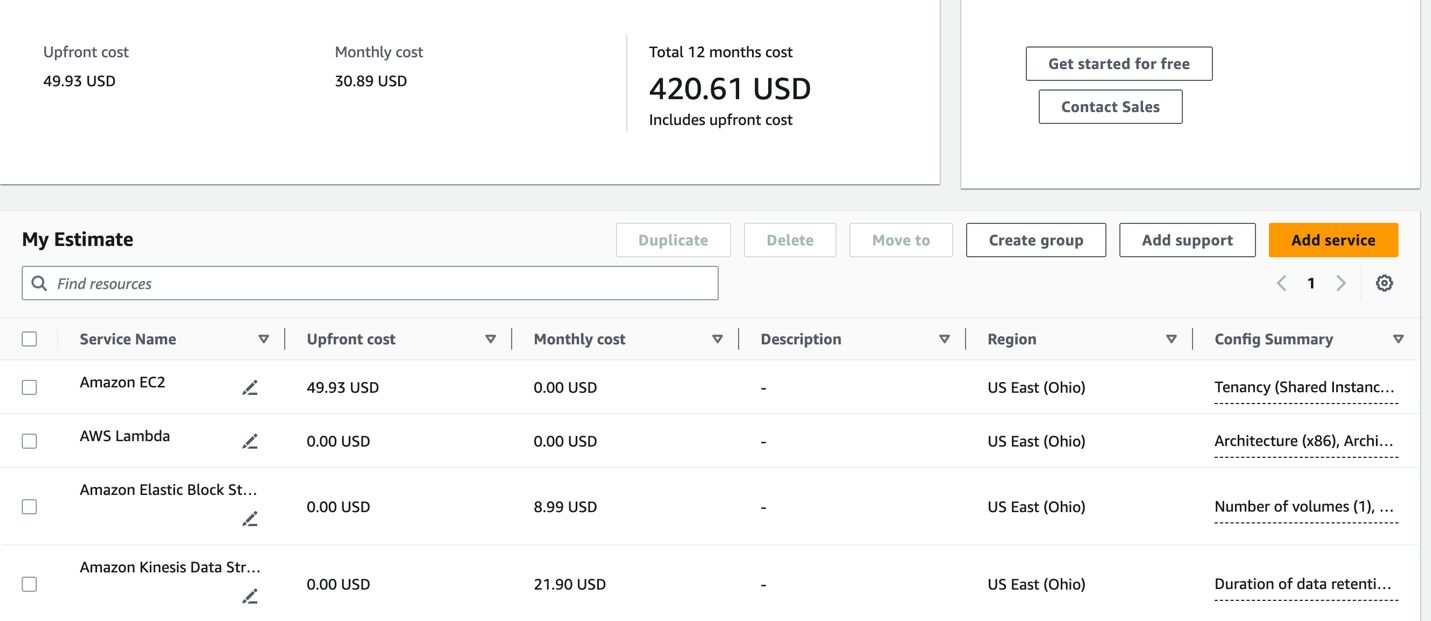 Upfront cost
49.93 USD
Monthly cost
30.89 USD
Total 12 months cost
420.61 USD
Includes upfront cost
Get started for free
Contact Sales
My Estimate
Duplicate
Delete
Move to
Create group
Add support
Add service
Find resources
1
Service Name Upfront cost Monthly cost Description Region Config Summary
Amazon EC2 49.93 USD 0.00 USD - US East (Ohio) Tenancy (Shared Instanc...
AWS Lambda 0.00 USD 0.00 USD - US East (Ohio) Architecture (x86), Archi...
Amazon Elastic Block St... 0.00 USD 8.99 USD - US East (Ohio) Number of volumes (1), ...
Amazon Kinesis Data Str... 0.00 USD 21.90 USD - US East (Ohio) Duration of data retenti...